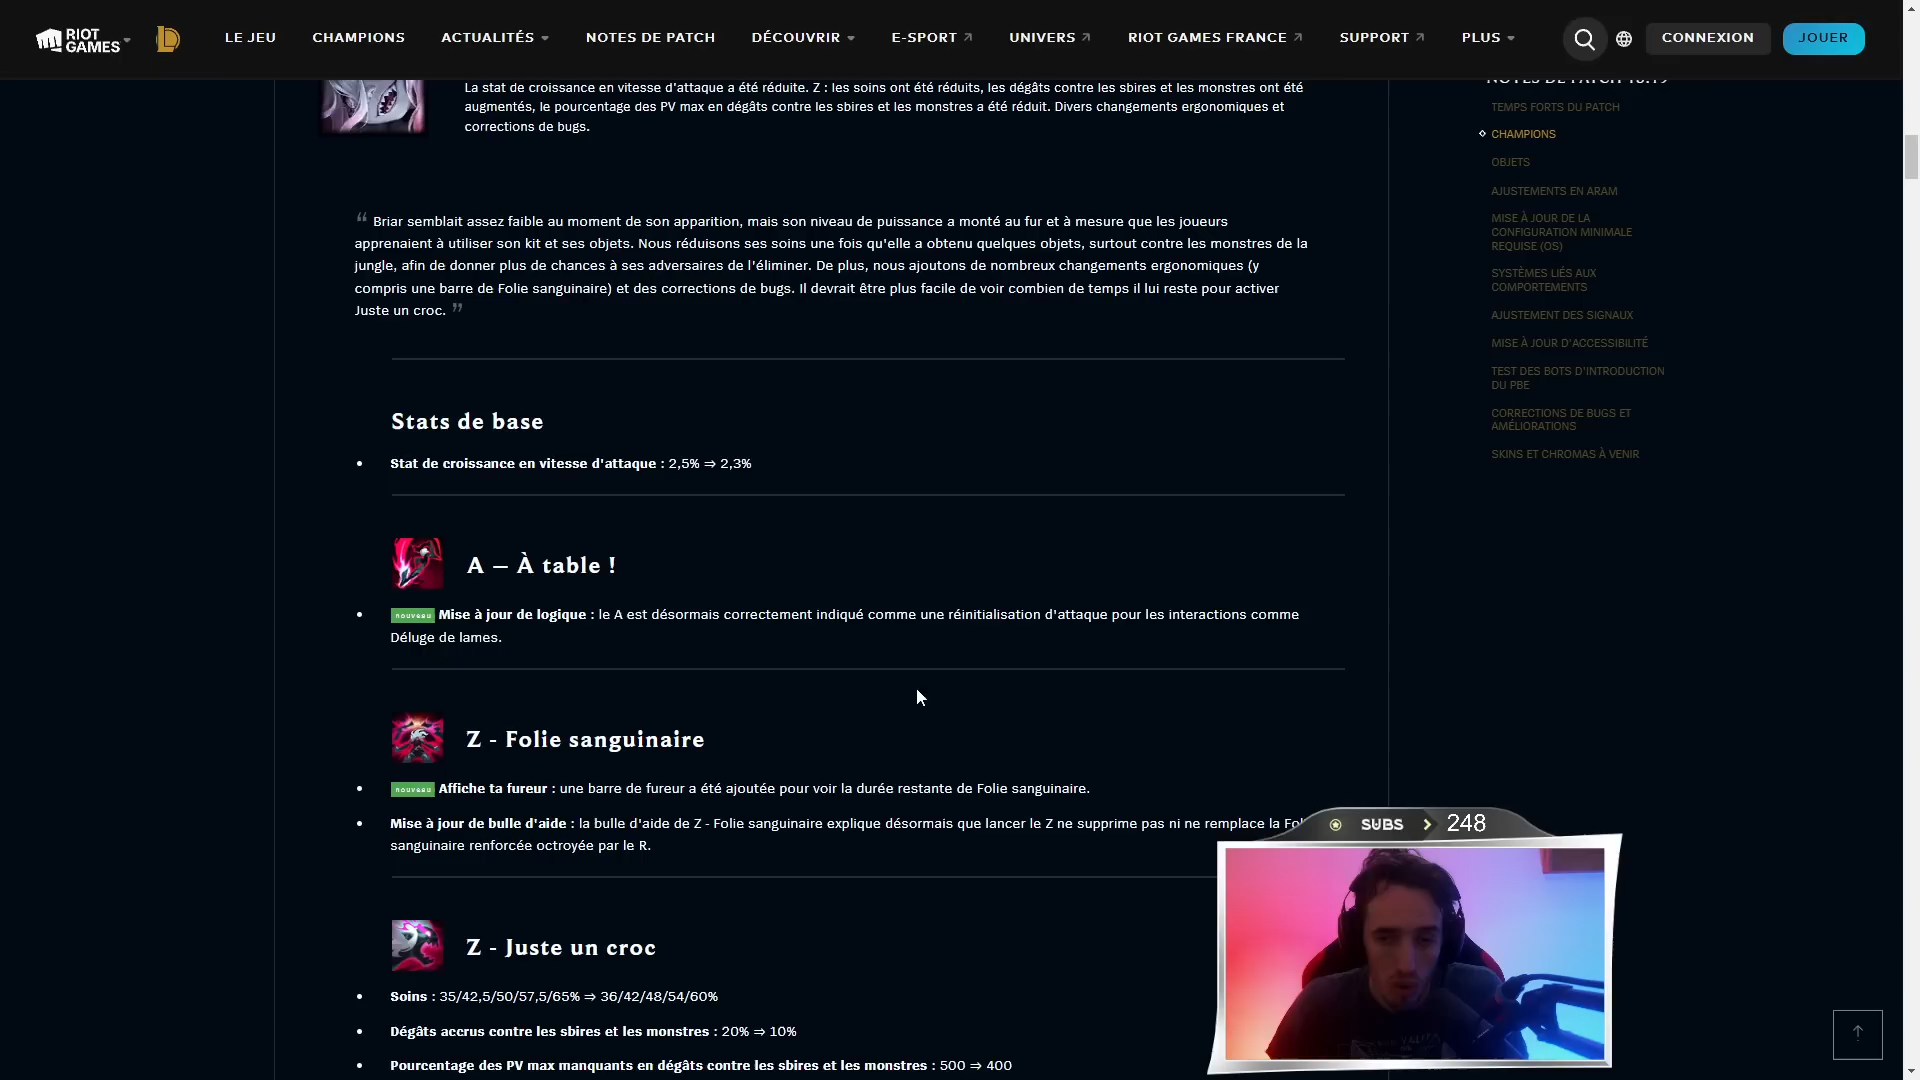 RIOT GAMES
LE JEU
CHAMPIONS
ACTUALITÉS
NOTES DE PATCH
DÉCOUVRIR
E-SPORT
UNIVERS
RIOT GAMES FRANCE
SUPPORT
PLUS
CONNEXION
JOUER
La stat de croissance en vitesse d'attaque a été réduite. Z : les soins ont été réduits, les dégâts contre les sbires et les monstres ont été
augmentés, le pourcentage des PV max en dégâts contre les sbires et les monstres a été réduit. Divers changements ergonomiques et
corrections de bugs.
“ Briar semblait assez faible au moment de son apparition, mais son niveau de puissance a monté au fur et à mesure que les joueurs
apprenaient à utiliser son kit et ses objets. Nous réduisons ses soins une fois qu'elle a obtenu quelques objets, surtout contre les monstres de la
jungle, afin de donner plus de chances à ses adversaires de l'éliminer. De plus, nous ajoutons de nombreux changements ergonomiques (y
compris une barre de Folie sanguinaire) et des corrections de bugs. Il devrait être plus facile de voir combien de temps il lui reste pour activer
Juste un croc. ”
Stats de base
• Stat de croissance en vitesse d'attaque : 2,5% ⇒ 2,3%
A – À table !
• nouveau Mise à jour de logique : le A est désormais correctement indiqué comme une réinitialisation d'attaque pour les interactions comme
Déluge de lames.
Z - Folie sanguinaire
• nouveau Affiche ta fureur : une barre de fureur a été ajoutée pour voir la durée restante de Folie sanguinaire.
• Mise à jour de bulle d'aide : la bulle d'aide de Z - Folie sanguinaire explique désormais que lancer le Z ne supprime pas ni ne remplace la Fol
sanguinaire renforcée octroyée par le R.
Z - Juste un croc
• Soins : 35/42,5/50/57,5/65% ⇒ 36/42/48/54/60%
• Dégâts accrus contre les sbires et les monstres : 20% ⇒ 10%
• Pourcentage des PV max manquants en dégâts contre les sbires et les monstres : 500 ⇒ 400
NOTES DE PATCH 13.19
TEMPS FORTS DU PATCH
CHAMPIONS
OBJETS
AJUSTEMENTS EN ARAM
MISE À JOUR DE LA
CONFIGURATION MINIMALE
REQUISE (OS)
SYSTÈMES LIÉS AUX
COMPORTEMENTS
AJUSTEMENT DES SIGNAUX
MISE À JOUR D'ACCESSIBILITÉ
TEST DES BOTS D'INTRODUCTION
DU PBE
CORRECTIONS DE BUGS ET
AMÉLIORATIONS
SKINS ET CHROMAS À VENIR
SUBS
248